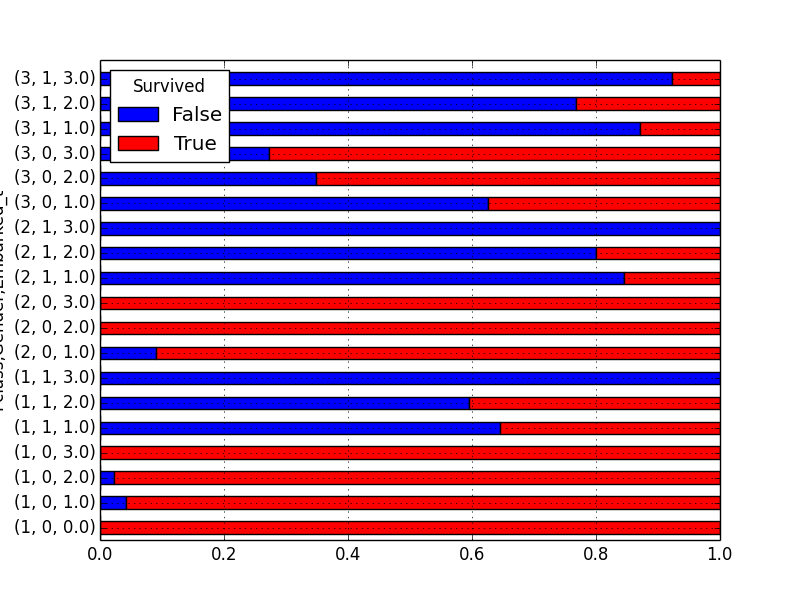 Survived
False
True
(3, 1, 3.0)
(3, 1, 2.0)
(3, 1, 1.0)
(3, 0, 3.0)
(3, 0, 2.0)
(3, 0, 1.0)
(2, 1, 3.0)
(2, 1, 2.0)
(2, 1, 1.0)
(2, 0, 3.0)
(2, 0, 2.0)
(2, 0, 1.0)
(1, 1, 3.0)
(1, 1, 2.0)
(1, 1, 1.0)
(1, 0, 3.0)
(1, 0, 2.0)
(1, 0, 1.0)
(1, 0, 0.0)
0.0 0.2 0.4 0.6 0.8 1.0